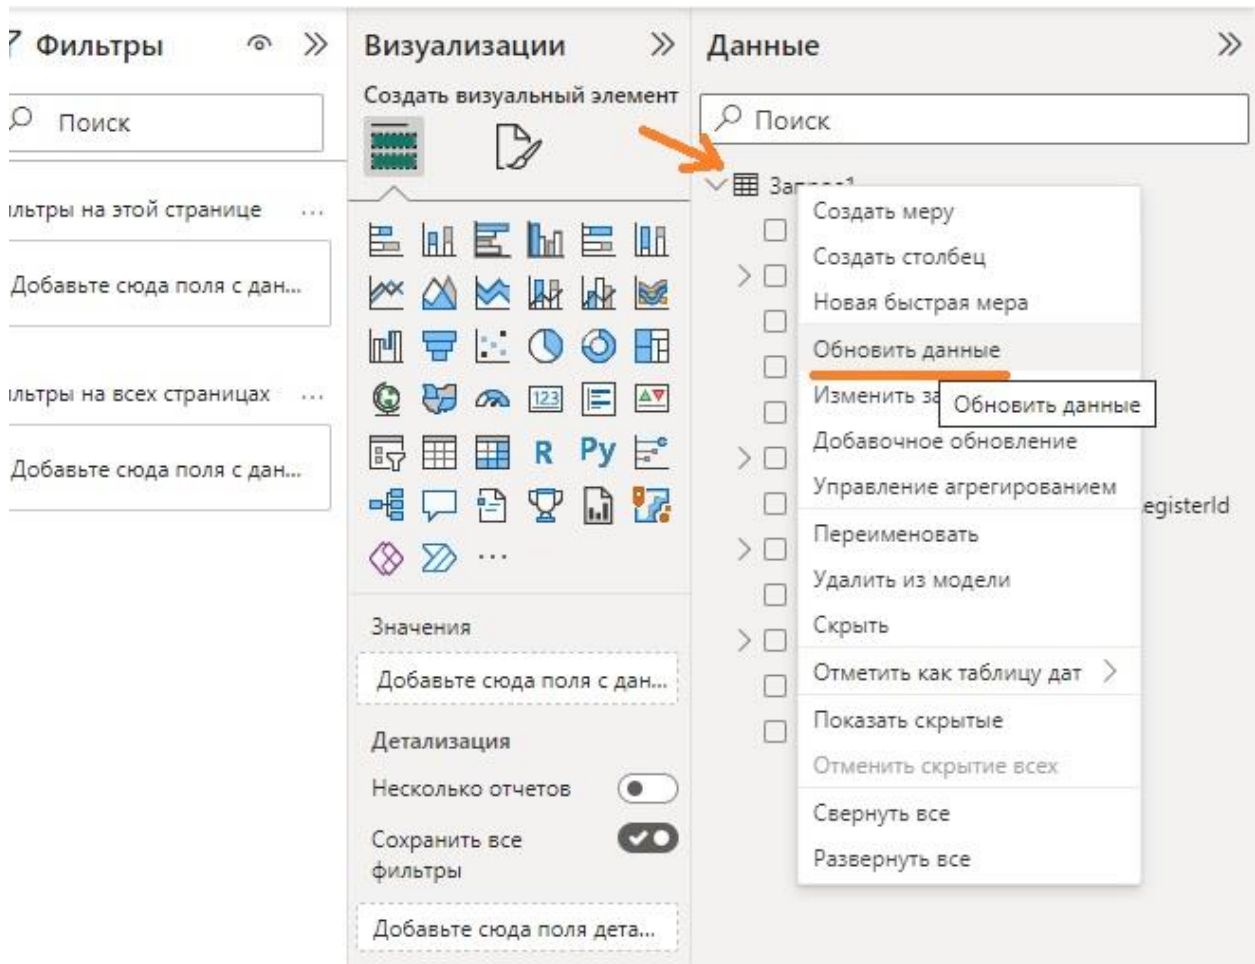 Фильтры
Поиск
льтры на этой странице ...
Добавьте сюда поля с дан...
льтры на всех страницах ...
Добавьте сюда поля с дан...
Визуализации
Создать визуальный элемент
123
R Py
...
Значения
Добавьте сюда поля с дан...
Детализация
Несколько отчетов
Сохранить все
фильтры
Добавьте сюда поля дета...
Данные
Поиск
Создать меру
Создать столбец
Новая быстрая мера
Обновить данные
Изменить
Обновить данные
Добавочное обновление
Управление агрегированием
egisterId
Переименовать
Удалить из модели
Скрыть
Отметить как таблицу дат
Показать скрытые
Отменить скрытие всех
Свернуть все
Развернуть все